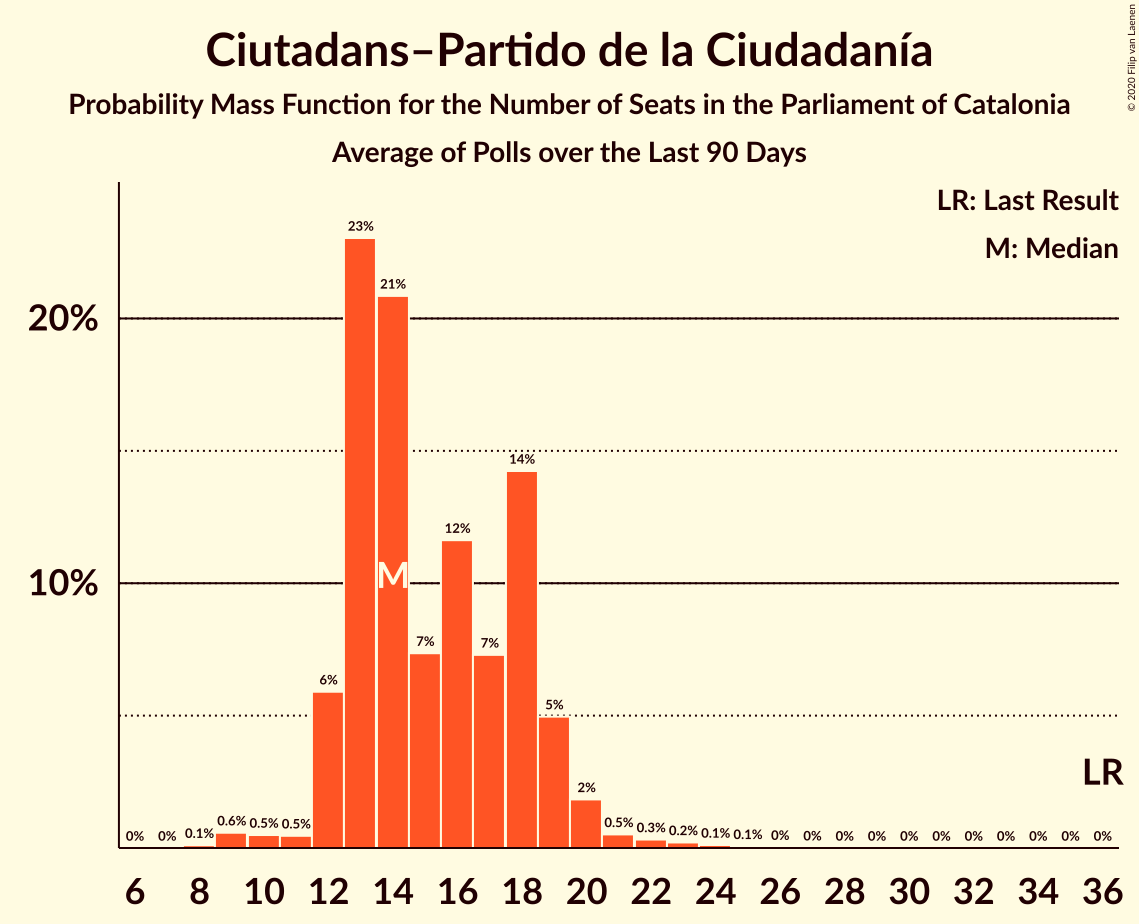 Ciutadans–Partido de la Ciudadanía
Probability Mass Function for the Number of Seats in the Parliament of Catalonia
Average of Polls over the Last 90 Days
© 2020 Filip van Laenen
LR: Last Result
M: Median
20%
10%
0% 0% 0.1% 0.6% 0.5% 0.5% 6% 23% 21% 7% 12% 7% 14% 5% 2% 0.5% 0.3% 0.2% 0.1% 0.1% 0% 0% 0% 0% 0% 0% 0% 0% 0% 0% 0%
M
LR
6 8 10 12 14 16 18 20 22 24 26 28 30 32 34 36